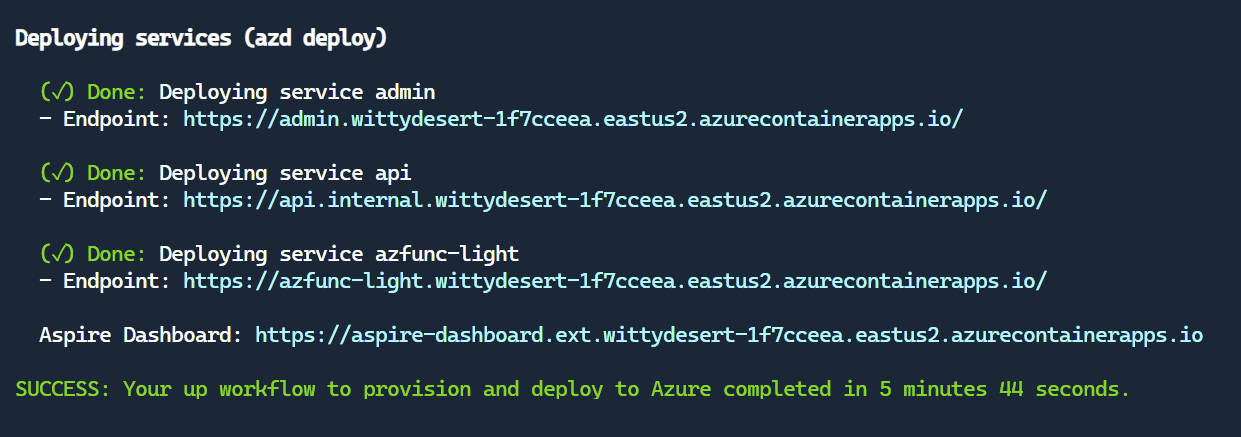 Deploying services (azd deploy)
(✓) Done: Deploying service admin
- Endpoint: https://admin.wittydesert-1f7cceea.eastus2.azurecontainerapps.io/
(✓) Done: Deploying service api
- Endpoint: https://api.internal.wittydesert-1f7cceea.eastus2.azurecontainerapps.io/
(✓) Done: Deploying service azfunc-light
- Endpoint: https://azfunc-light.wittydesert-1f7cceea.eastus2.azurecontainerapps.io/
Aspire Dashboard: https://aspire-dashboard.ext.wittydesert-1f7cceea.eastus2.azurecontainerapps.io
SUCCESS: Your up workflow to provision and deploy to Azure completed in 5 minutes 44 seconds.